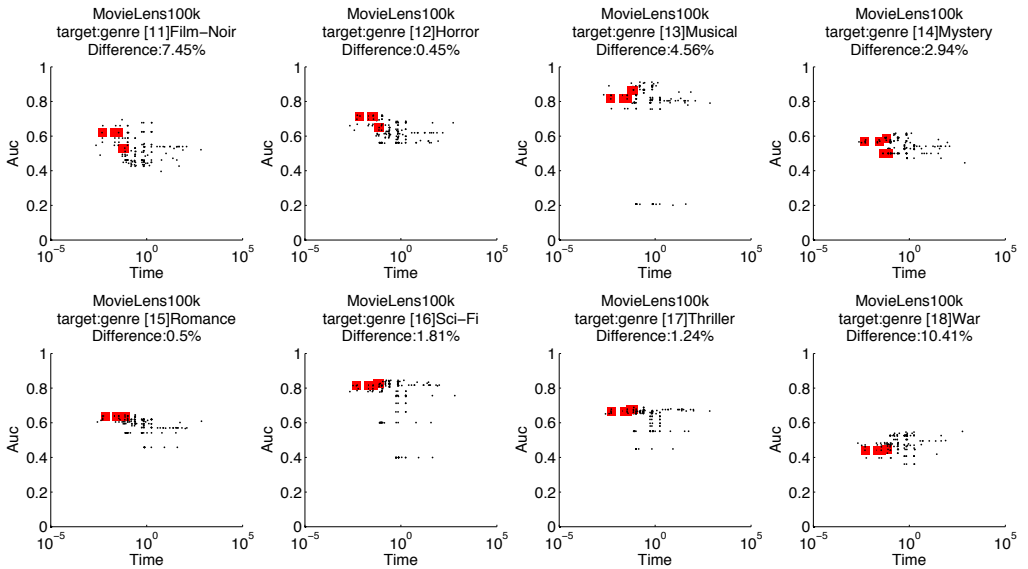 MovieLens100k
target:genre [11]Film−Noir
Difference:7.45%
1
0.8
0.6
0.4
0.2
0
Auc
10^−5
10^0
10^5
Time
MovieLens100k
target:genre [12]Horror
Difference:0.45%
1
0.8
0.6
0.4
0.2
0
Auc
10^−5
10^0
10^5
Time
MovieLens100k
target:genre [13]Musical
Difference:4.56%
1
0.8
0.6
0.4
0.2
0
Auc
10^−5
10^0
10^5
Time
MovieLens100k
target:genre [14]Mystery
Difference:2.94%
1
0.8
0.6
0.4
0.2
0
Auc
10^−5
10^0
10^5
Time
MovieLens100k
target:genre [15]Romance
Difference:0.5%
1
0.8
0.6
0.4
0.2
0
Auc
10^−5
10^0
10^5
Time
MovieLens100k
target:genre [16]Sci−Fi
Difference:1.81%
1
0.8
0.6
0.4
0.2
0
Auc
10^−5
10^0
10^5
Time
MovieLens100k
target:genre [17]Thriller
Difference:1.24%
1
0.8
0.6
0.4
0.2
0
Auc
10^−5
10^0
10^5
Time
MovieLens100k
target:genre [18]War
Difference:10.41%
1
0.8
0.6
0.4
0.2
0
Auc
10^−5
10^0
10^5
Time